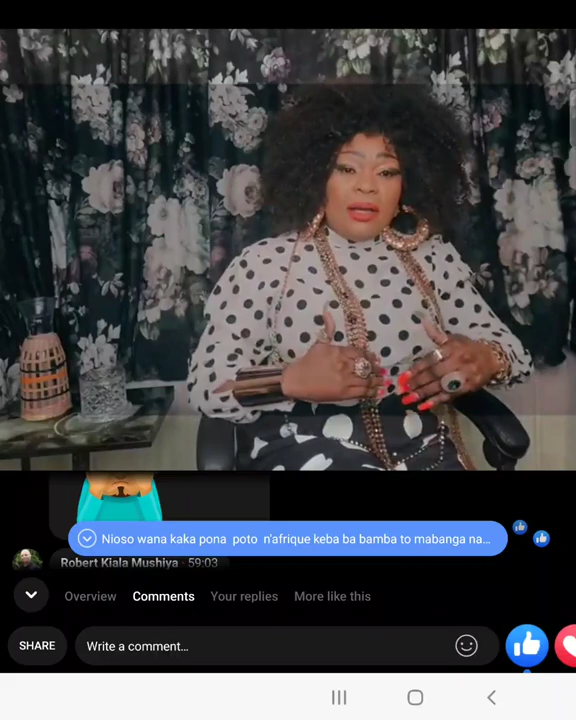 Nioso wana kaka pona poto n'afrique keba ba bamba to mabanga na...
Robert Kiala Mushiya · 59:03
Overview Comments Your replies More like this
SHARE Write a comment...